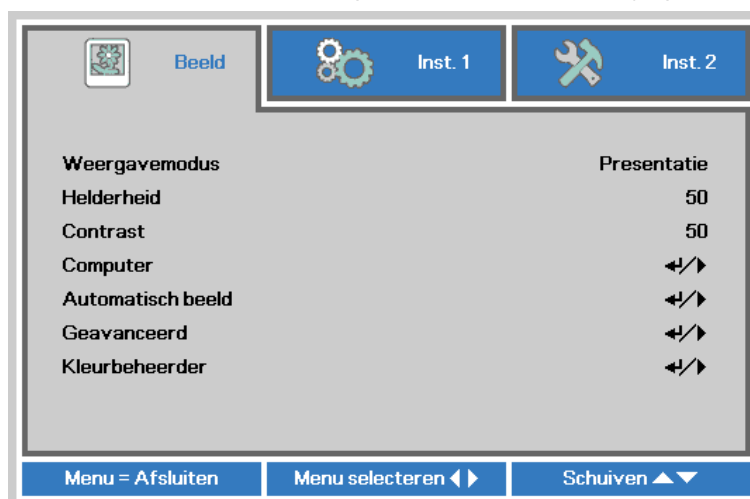 Beeld
Inst. 1
Inst. 2
Weergavemodus Presentatie
Helderheid 50
Contrast 50
Computer ↵/▶
Automatisch beeld ↵/▶
Geavanceerd ↵/▶
Kleurbeheerder ↵/▶
Menu = Afsluiten
Menu selecteren ◀ ▶
Schuiven ▲▼